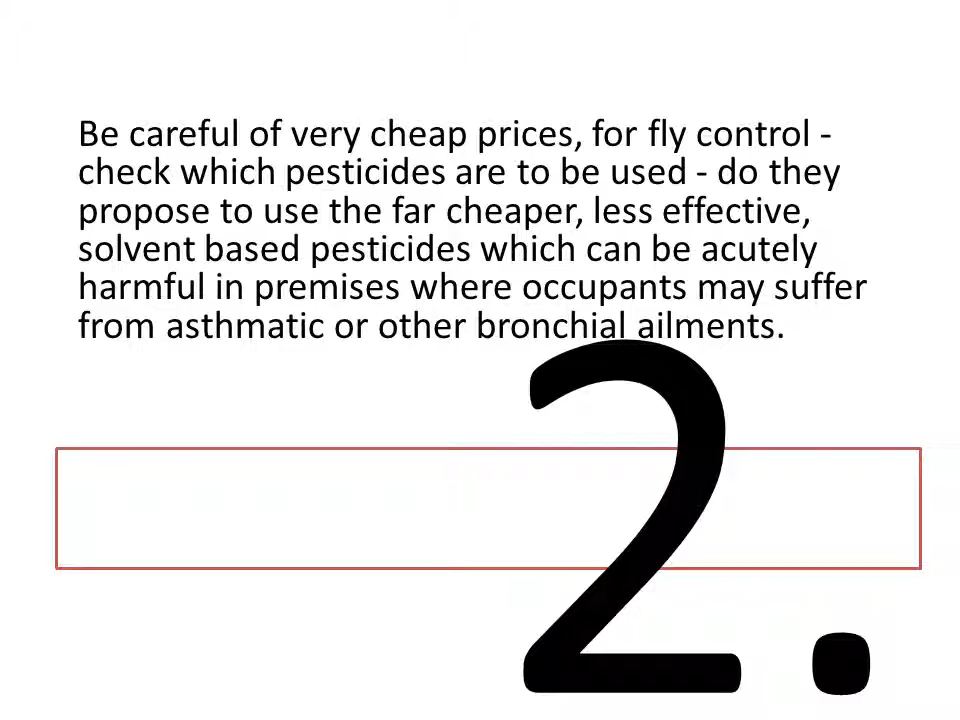 Be careful of very cheap prices, for fly control -
check which pesticides are to be used - do they
propose to use the far cheaper, less effective,
solvent based pesticides which can be acutely
harmful in premises where occupants may suffer
from asthmatic or other bronchial ailments.
2.